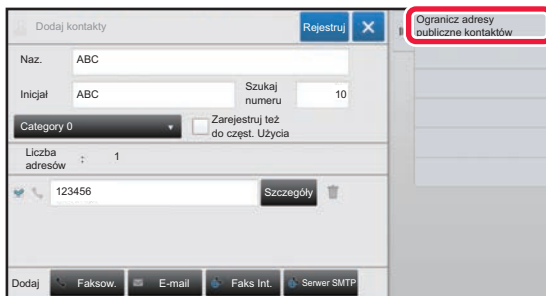 Dodaj kontakty
Rejestruj
Ogranicz adresy
publiczne kontaktów
Naz.
ABC
Inicjał
ABC
Szukaj
numeru
10
Category 0
Zarejestruj też
do częst. Użycia
Liczba
adresów
:
1
123456
Szczegóły
Dodaj
Faksow.
E-mail
Faks Int.
Serwer SMTP